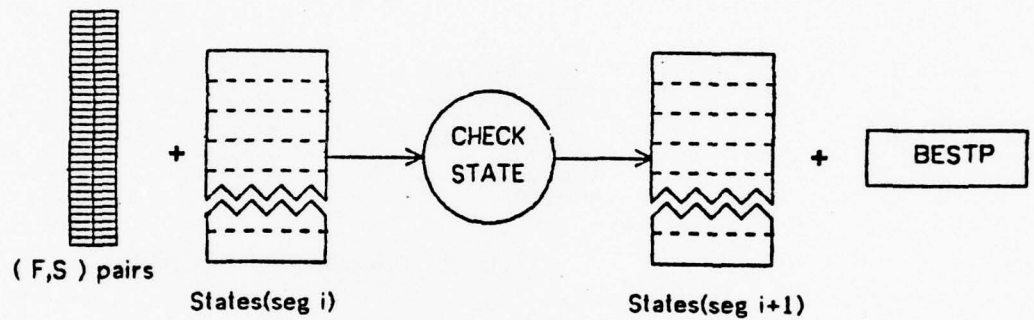 +
CHECK
STATE
+
BESTP
( F,S ) pairs
States(seg i)
States(seg i+1)